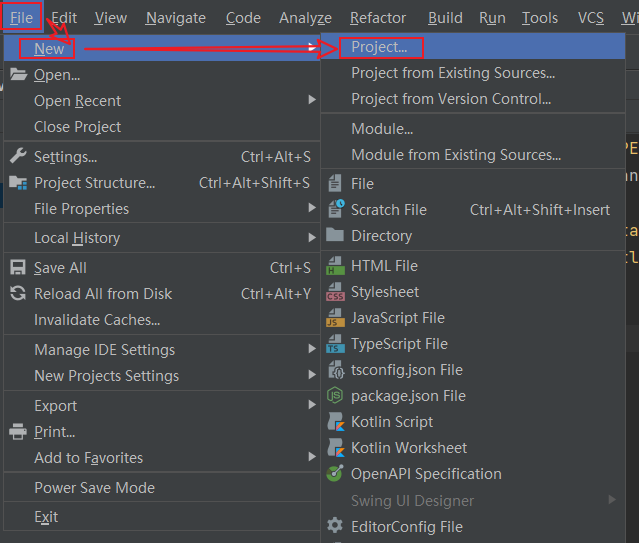 File Edit View Navigate Code Analyze Refactor Build Run Tools VCS Wi
New
Open...
Open Recent
Close Project
Settings... Ctrl+Alt+S
Project Structure... Ctrl+Alt+Shift+S
File Properties
Local History
Save All Ctrl+S
Reload All from Disk Ctrl+Alt+Y
Invalidate Caches...
Manage IDE Settings
New Projects Settings
Export
Print...
Add to Favorites
Power Save Mode
Exit
Project...
Project from Existing Sources...
Project from Version Control...
Module...
Module from Existing Sources...
File
Scratch File Ctrl+Alt+Shift+Insert
Directory
HTML File
Stylesheet
JavaScript File
TypeScript File
tsconfig.json File
package.json File
Kotlin Script
Kotlin Worksheet
OpenAPI Specification
Swing UI Designer
EditorConfig File
PE
an
ta
tl